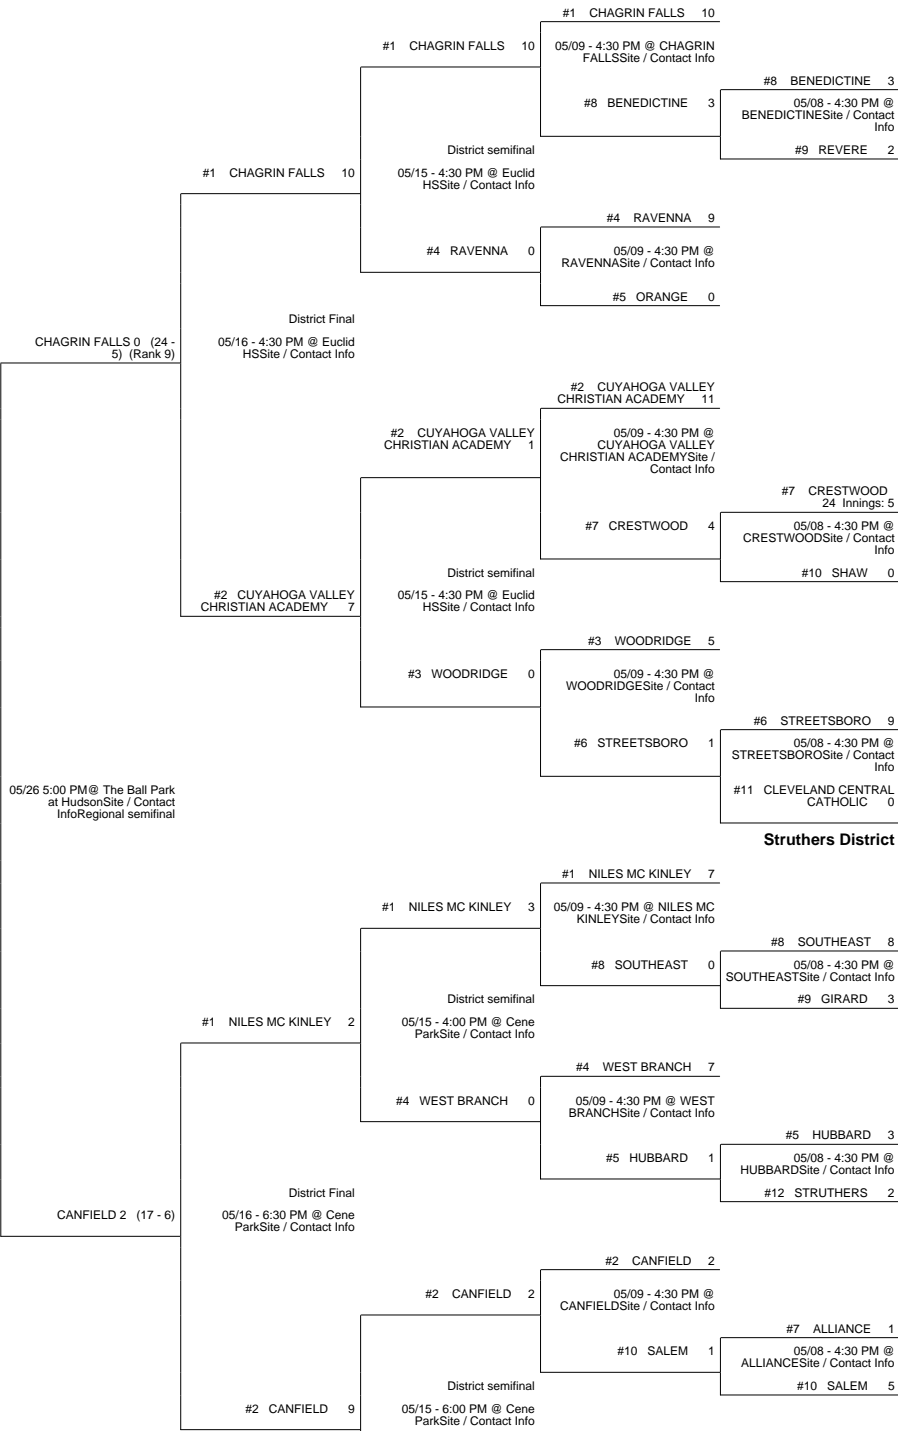 #1 CHAGRIN FALLS 10
#1 CHAGRIN FALLS 10
05/09 - 4:30 PM @ CHAGRIN
FALLSSite / Contact Info
#8 BENEDICTINE 3
#8 BENEDICTINE 3
05/08 - 4:30 PM @
BENEDICTINESite / Contact
Info
#9 REVERE 2
District semifinal
05/15 - 4:30 PM @ Euclid
HSSite / Contact Info
#1 CHAGRIN FALLS 10
#4 RAVENNA 9
#4 RAVENNA 0
05/09 - 4:30 PM @
RAVENNASite / Contact Info
#5 ORANGE 0
District Final
05/16 - 4:30 PM @ Euclid
HSSite / Contact Info
CHAGRIN FALLS 0 (24 -
5) (Rank 9)
#2 CUYAHOGA VALLEY
CHRISTIAN ACADEMY 11
#2 CUYAHOGA VALLEY
CHRISTIAN ACADEMY 1
05/09 - 4:30 PM @
CUYAHOGA VALLEY
CHRISTIAN ACADEMYSite /
Contact Info
#7 CRESTWOOD
24 Innings: 5
#7 CRESTWOOD 4
05/08 - 4:30 PM @
CRESTWOODSite / Contact
Info
#10 SHAW 0
District semifinal
05/15 - 4:30 PM @ Euclid
HSSite / Contact Info
#2 CUYAHOGA VALLEY
CHRISTIAN ACADEMY 7
#3 WOODRIDGE 5
#3 WOODRIDGE 0
05/09 - 4:30 PM @
WOODRIDGESite / Contact
Info
#6 STREETSBORO 9
#6 STREETSBORO 1
05/08 - 4:30 PM @
STREETSBOROSite / Contact
Info
#11 CLEVELAND CENTRAL
CATHOLIC 0
05/26 5:00 PM@ The Ball Park
at HudsonSite / Contact
InfoRegional semifinal
Struthers District
#1 NILES MC KINLEY 7
#1 NILES MC KINLEY 3
05/09 - 4:30 PM @ NILES MC
KINLEYSite / Contact Info
#8 SOUTHEAST 8
#8 SOUTHEAST 0
05/08 - 4:30 PM @
SOUTHEASTSite / Contact Info
#9 GIRARD 3
District semifinal
05/15 - 4:00 PM @ Cene
ParkSite / Contact Info
#1 NILES MC KINLEY 2
#4 WEST BRANCH 7
#4 WEST BRANCH 0
05/09 - 4:30 PM @ WEST
BRANCHSite / Contact Info
#5 HUBBARD 3
#5 HUBBARD 1
05/08 - 4:30 PM @
HUBBARDSite / Contact Info
#12 STRUTHERS 2
District Final
05/16 - 6:30 PM @ Cene
ParkSite / Contact Info
CANFIELD 2 (17 - 6)
#2 CANFIELD 2
#2 CANFIELD 2
05/09 - 4:30 PM @
CANFIELDSite / Contact Info
#7 ALLIANCE 1
#10 SALEM 1
05/08 - 4:30 PM @
ALLIANCESite / Contact Info
#10 SALEM 5
District semifinal
05/15 - 6:00 PM @ Cene
ParkSite / Contact Info
#2 CANFIELD 9